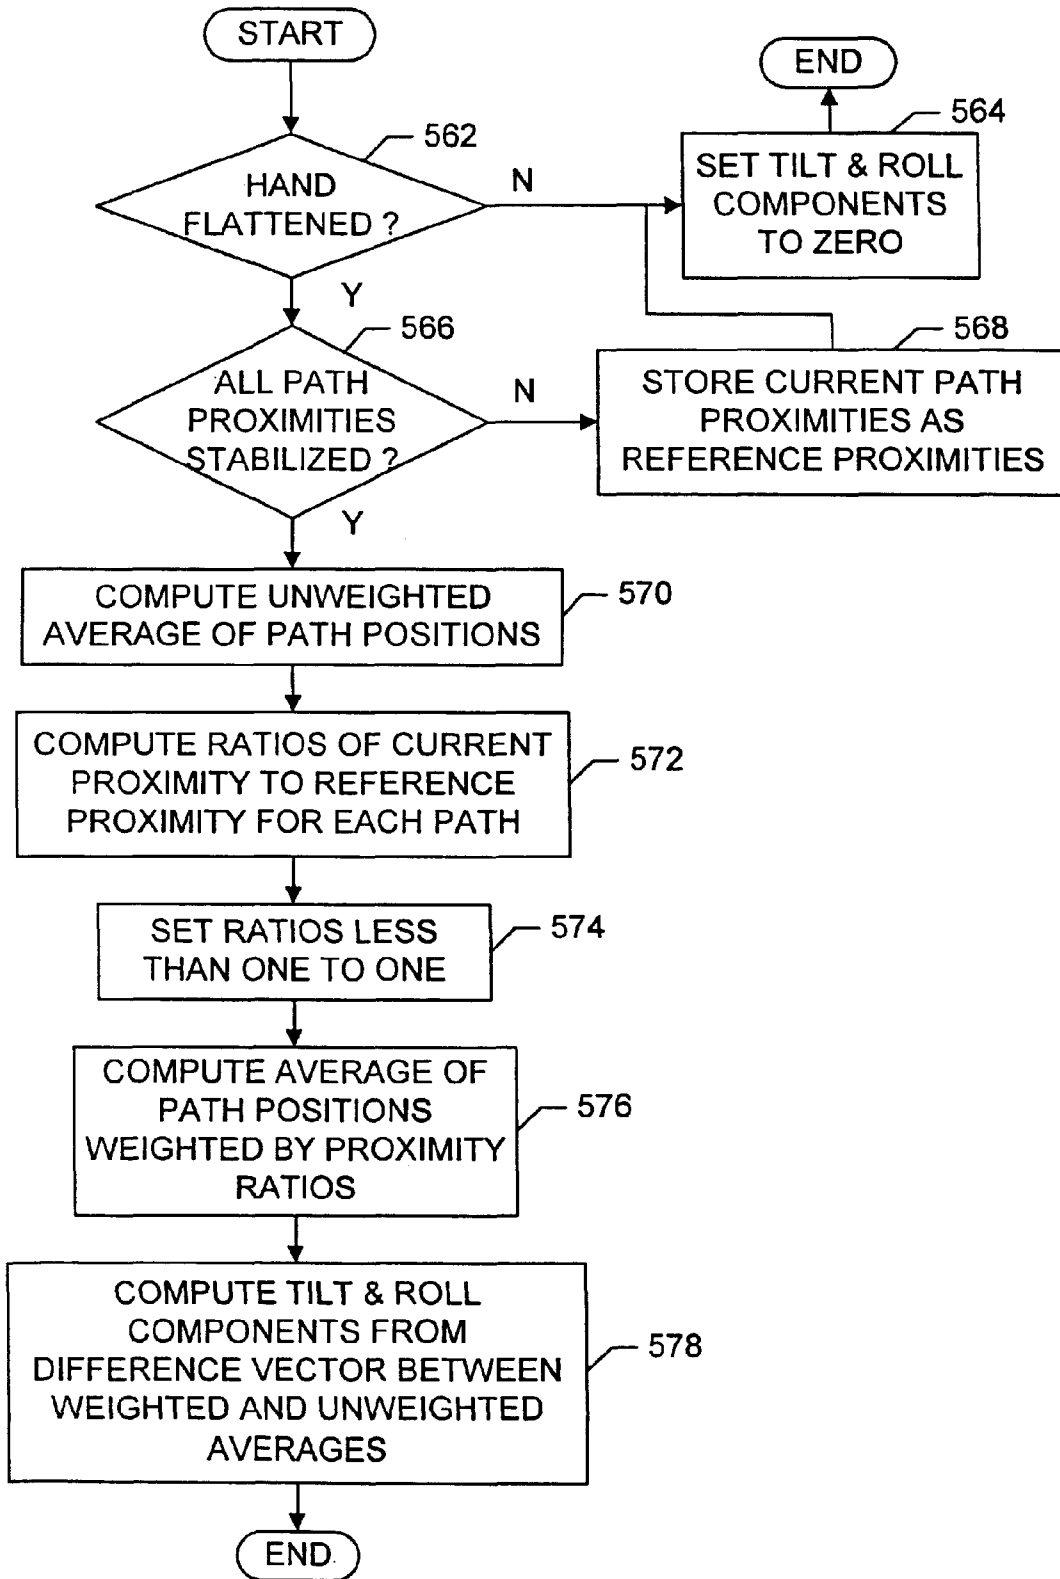 START
END
562
564
HAND
FLATTENED ?
N
SET TILT & ROLL
COMPONENTS
TO ZERO
Y
566
568
ALL PATH
PROXIMITIES
STABILIZED ?
N
STORE CURRENT PATH
PROXIMITIES AS
REFERENCE PROXIMITIES
Y
COMPUTE UNWEIGHTED
AVERAGE OF PATH POSITIONS
570
COMPUTE RATIOS OF CURRENT
PROXIMITY TO REFERENCE
PROXIMITY FOR EACH PATH
572
SET RATIOS LESS
THAN ONE TO ONE
574
COMPUTE AVERAGE OF
PATH POSITIONS
WEIGHTED BY PROXIMITY
RATIOS
576
COMPUTE TILT & ROLL
COMPONENTS FROM
DIFFERENCE VECTOR BETWEEN
WEIGHTED AND UNWEIGHTED
AVERAGES
578
END